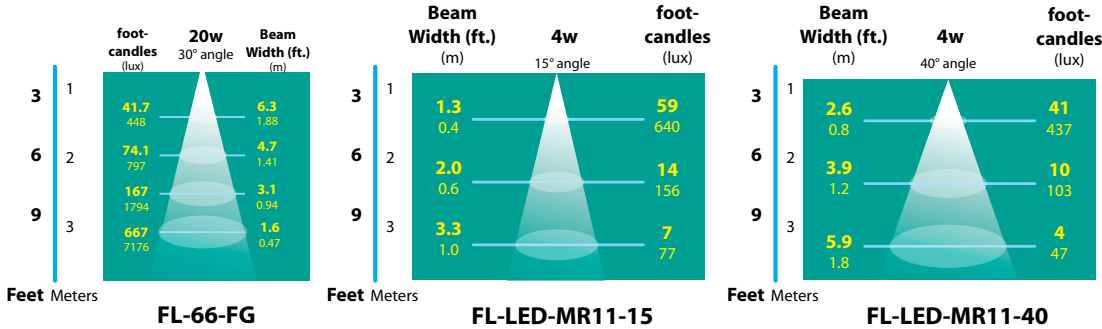 foot-
candles
(lux)
20w
30° angle
Beam
Width (ft.)
(m)
3
1
6
2
9
3
41.7
448
6.3
1.88
74.1
797
4.7
1.41
167
1794
3.1
0.94
667
7176
1.6
0.47
Feet Meters
FL-66-FG
Beam
Width (ft.)
(m)
4w
15° angle
foot-
candles
(lux)
3
1
6
2
9
3
1.3
0.4
59
640
2.0
0.6
14
156
3.3
1.0
7
77
Feet Meters
FL-LED-MR11-15
Beam
Width (ft.)
(m)
4w
40° angle
foot-
candles
(lux)
3
1
6
2
9
3
2.6
0.8
41
437
3.9
1.2
10
103
5.9
1.8
4
47
Feet Meters
FL-LED-MR11-40